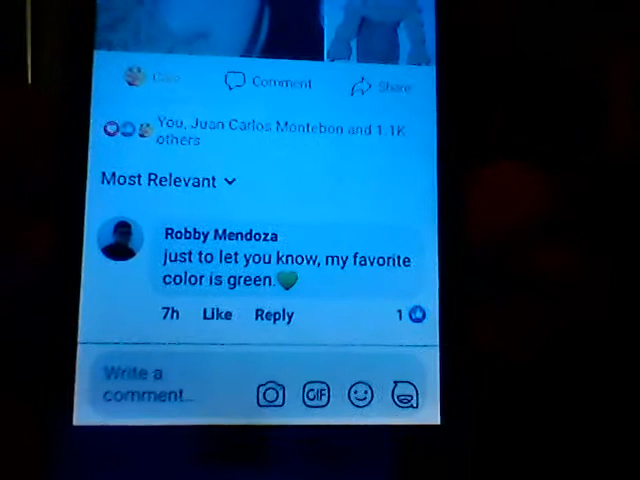 Care
Comment
Share
You, Juan Carlos Montebon and 1.1K
others
Most Relevant
Robby Mendoza
just to let you know, my favorite
color is green.💚
7h Like Reply 1
Write a
comment...
GIF